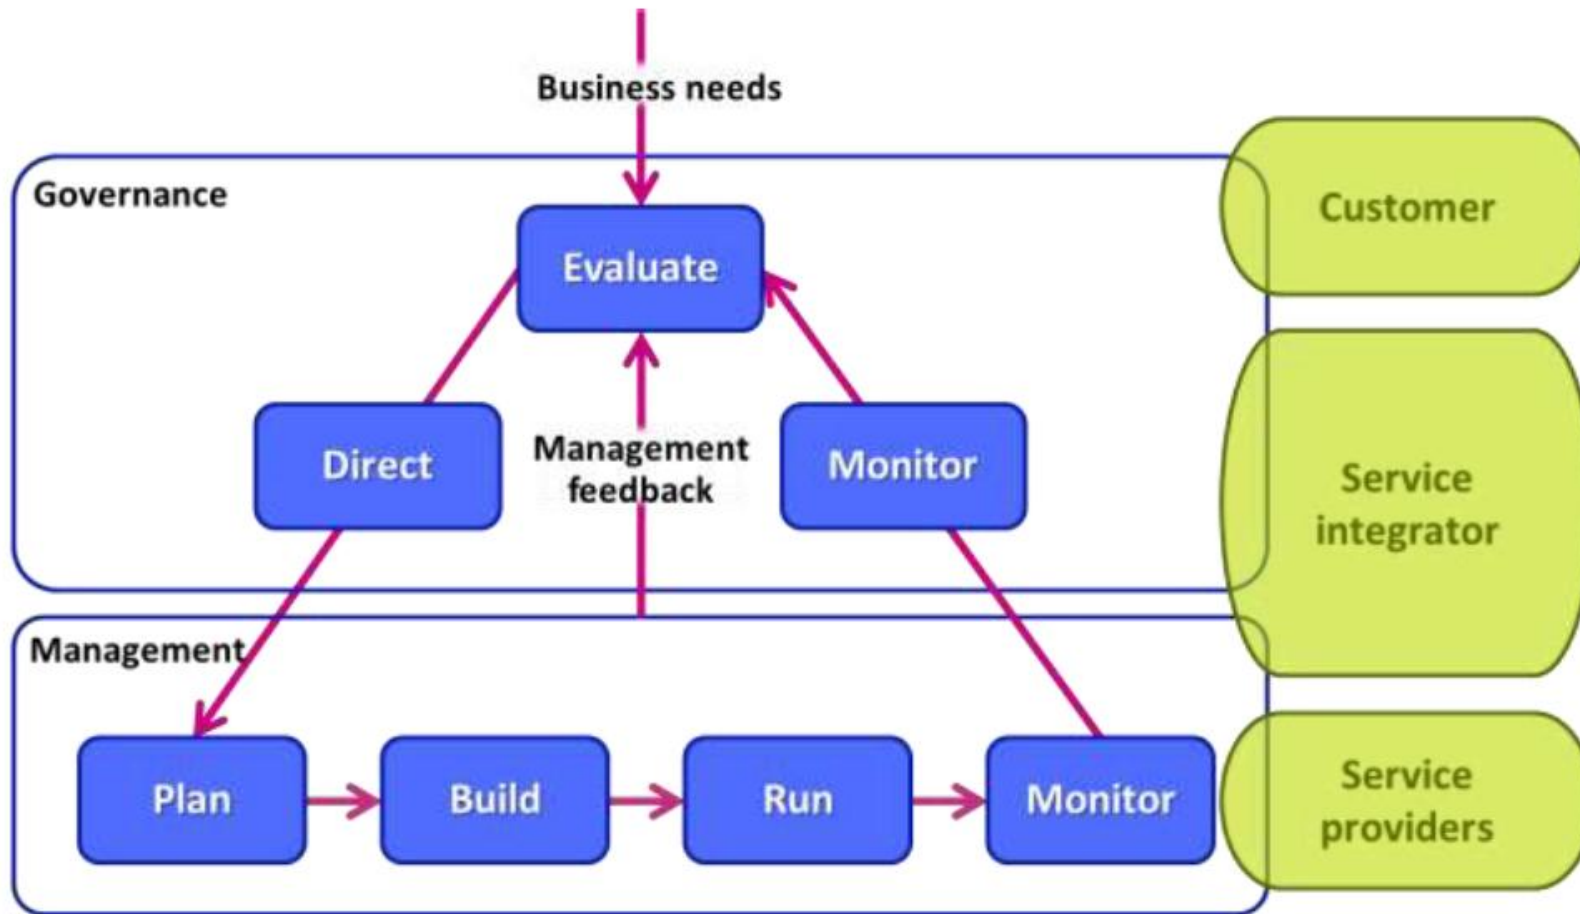 Business needs
Governance
Customer
Evaluate
Direct
Management
feedback
Monitor
Service
integrator
Management
Plan
Build
Run
Monitor
Service
providers